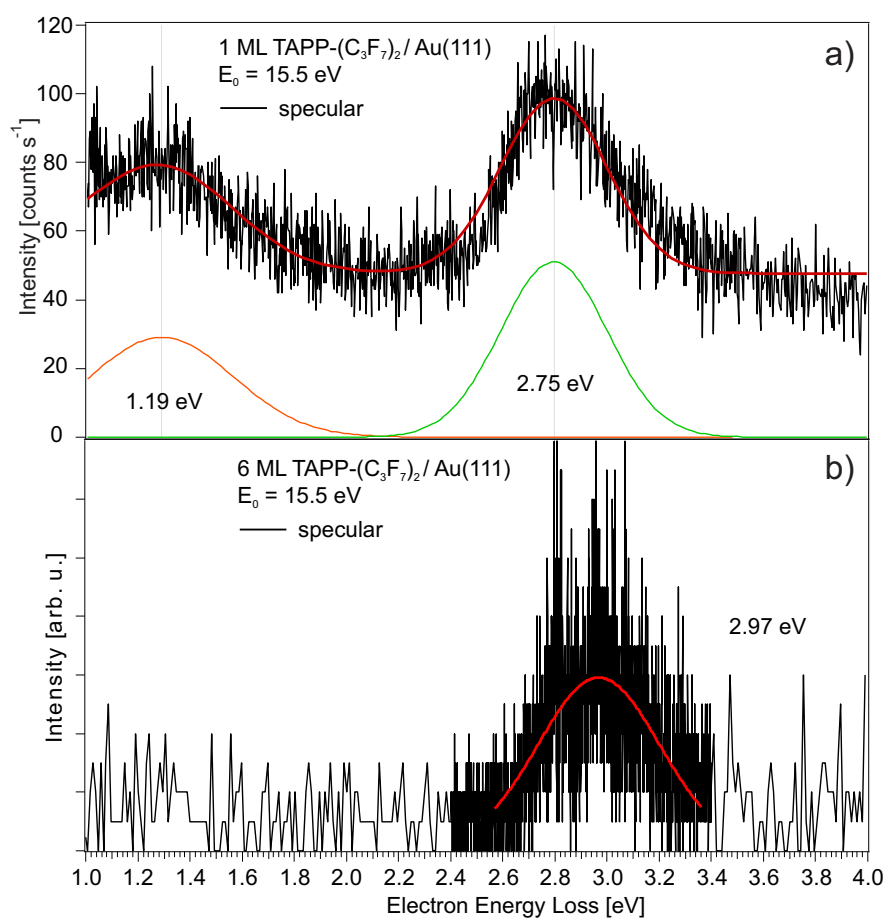 120
100
80
60
40
20
0
Intensity [counts s⁻¹]
1 ML TAPP-(C₃F₇)₂ / Au(111)
E₀ = 15.5 eV
specular
a)
1.19 eV
2.75 eV
6 ML TAPP-(C₃F₇)₂ / Au(111)
E₀ = 15.5 eV
specular
b)
2.97 eV
Intensity [arb. u.]
1.0 1.2 1.4 1.6 1.8 2.0 2.2 2.4 2.6 2.8 3.0 3.2 3.4 3.6 3.8 4.0
Electron Energy Loss [eV]